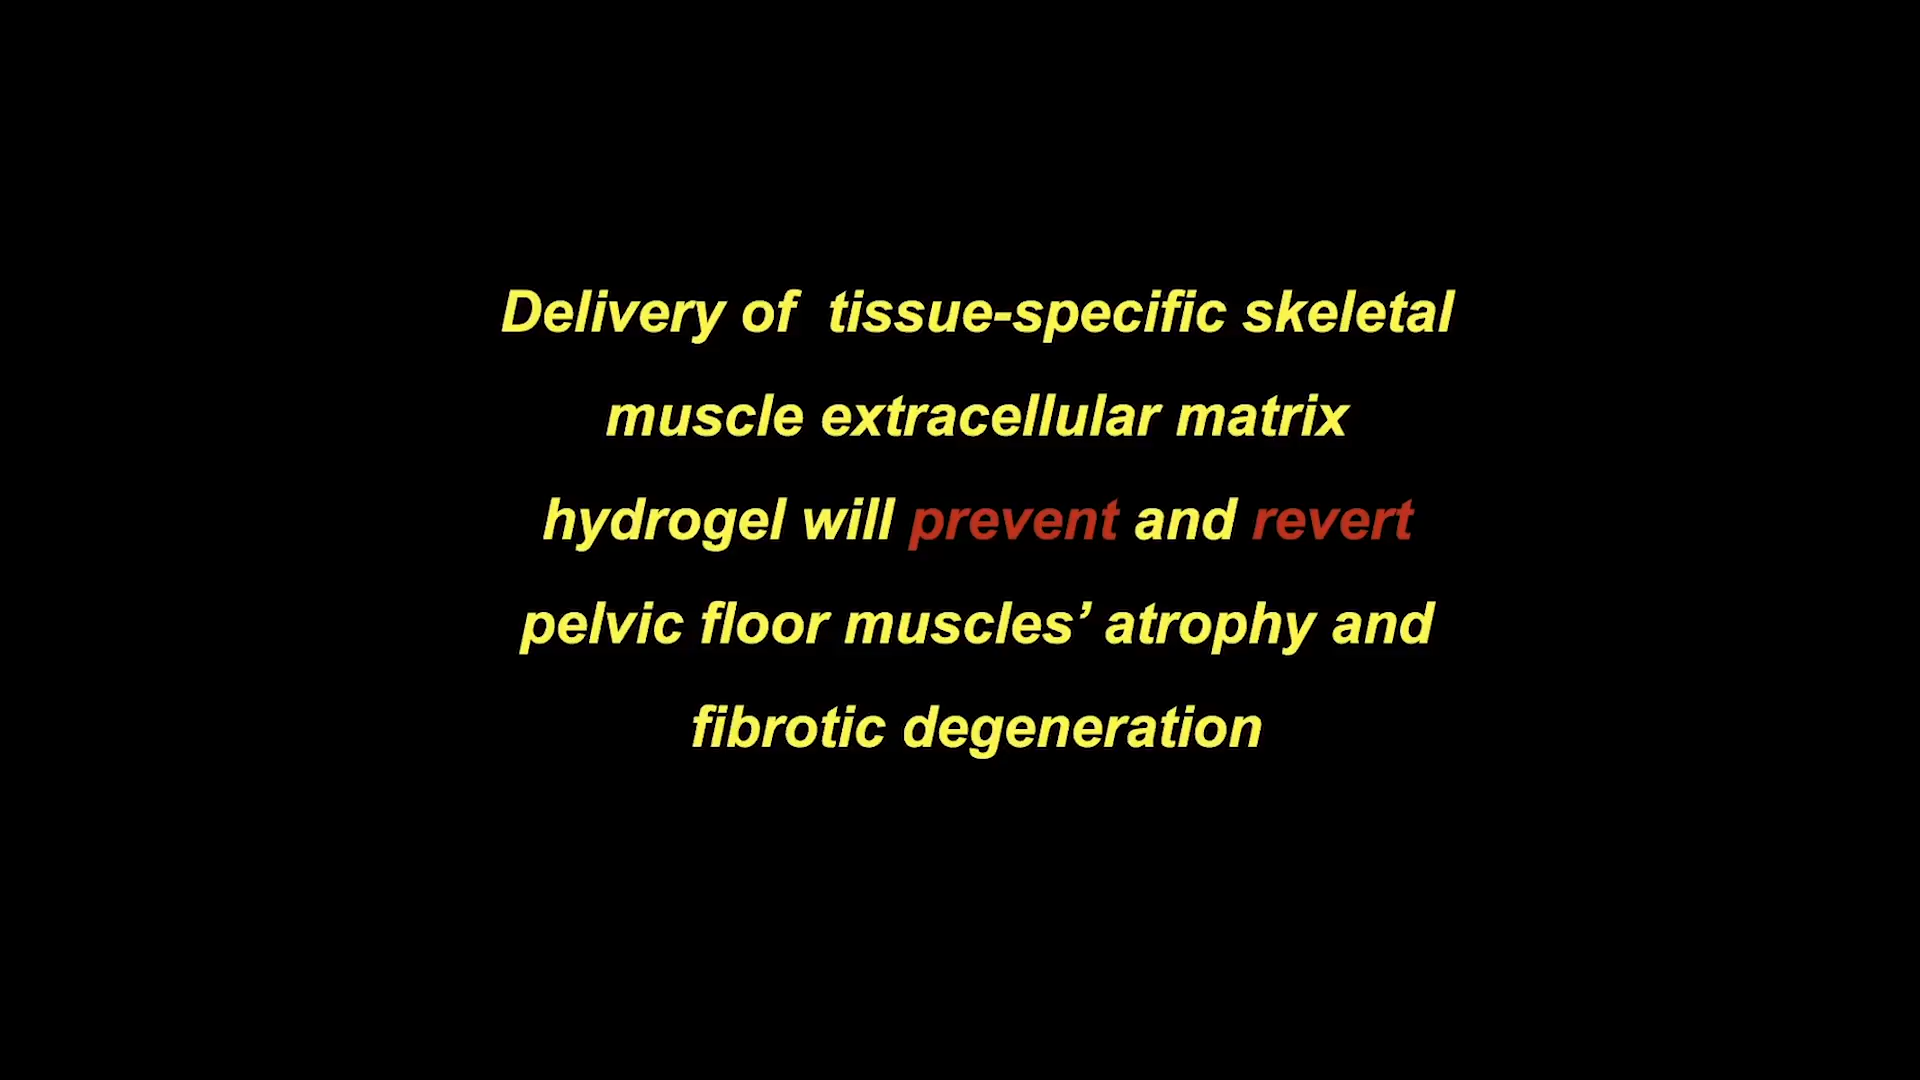 Delivery of  tissue-specific skeletal
muscle extracellular matrix
hydrogel will prevent and revert
pelvic floor muscles’ atrophy and
fibrotic degeneration